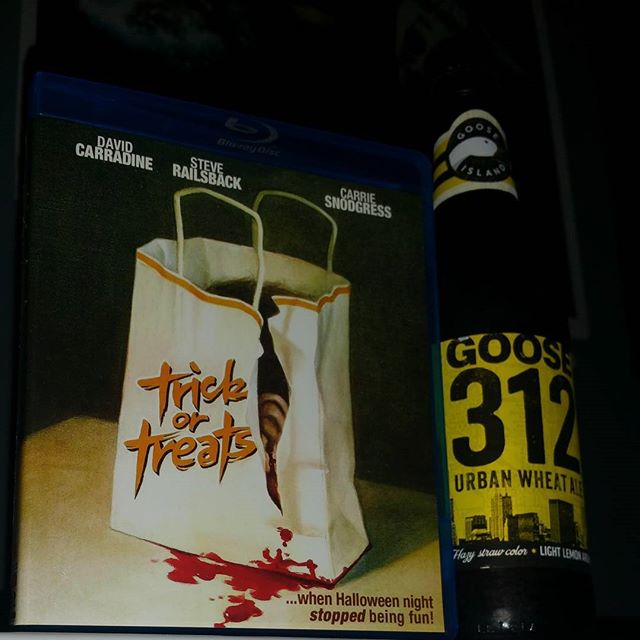 Blu-ray Disc
DAVID
CARRADINE
STEVE
RAILSBACK
CARRIE
SNODGRESS
trick
or
treats
...when Halloween night
stopped being fun!
GOOSE
ISLAND
GOOSE
312
URBAN WHEAT ALE
Hazy straw color • LIGHT LEMON